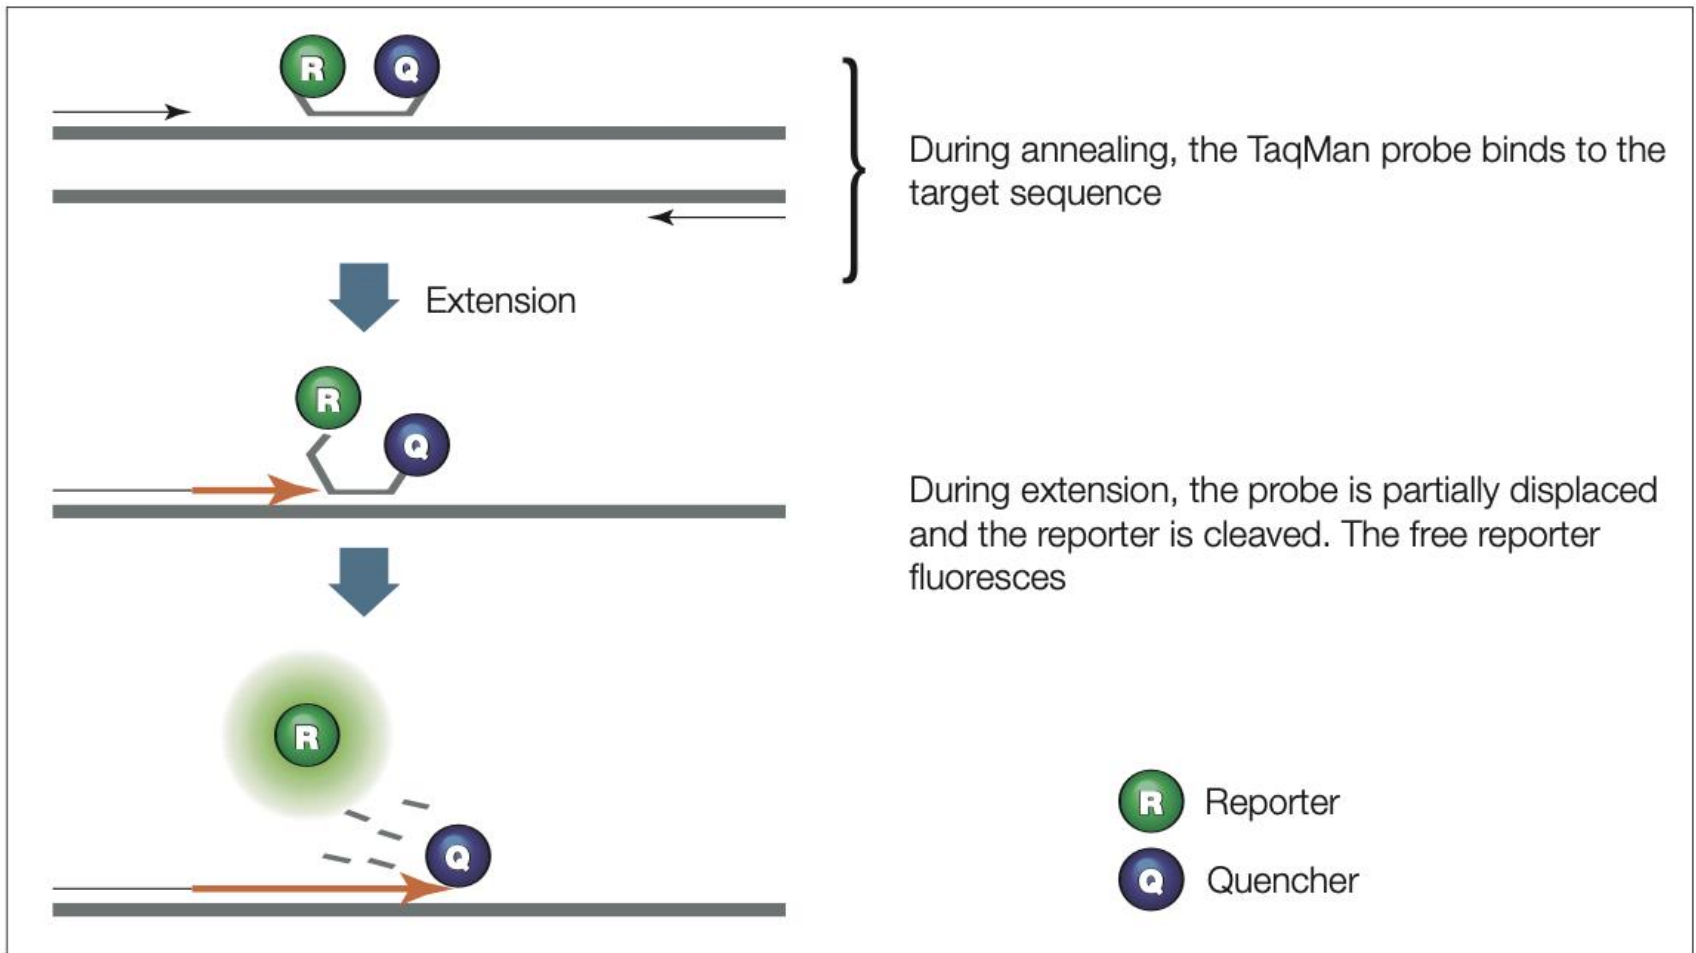 R
Q
During annealing, the TaqMan probe binds to the
target sequence
Extension
R
Q
During extension, the probe is partially displaced
and the reporter is cleaved. The free reporter
fluoresces
R
Q
R Reporter
Q Quencher